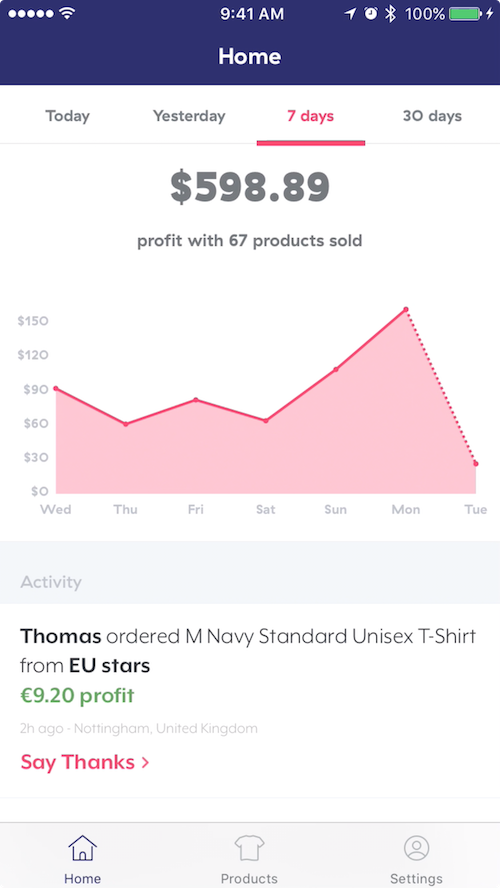 9:41 AM 100%
Home
Today Yesterday 7 days 30 days
$598.89
profit with 67 products sold
$150
$120
$90
$60
$30
$0
Wed Thu Fri Sat Sun Mon Tue
Activity
Thomas ordered M Navy Standard Unisex T-Shirt
from EU stars
€9.20 profit
2h ago - Nottingham, United Kingdom
Say Thanks >
Home Products Settings